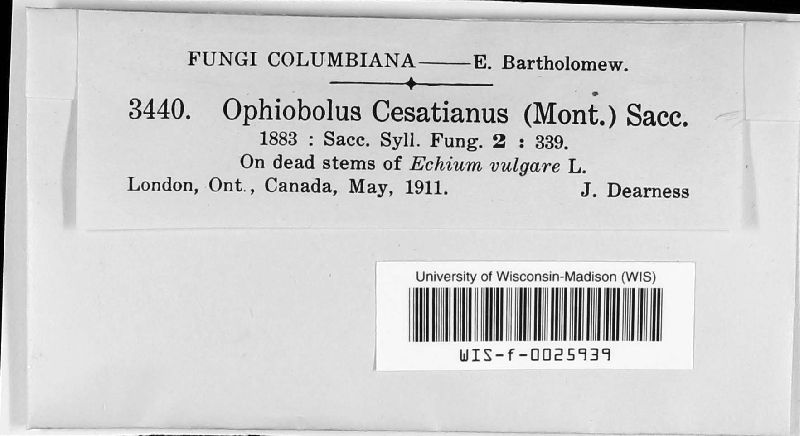 FUNGI COLUMBIANA——E. Bartholomew.
3440. Ophiobolus Cesatianus (Mont.) Sacc.
1883 : Sacc. Syll. Fung. 2 : 339.
On dead stems of Echium vulgare L.
London, Ont., Canada, May, 1911. J. Dearness
University of Wisconsin-Madison (WIS)
WIS-f-0025939